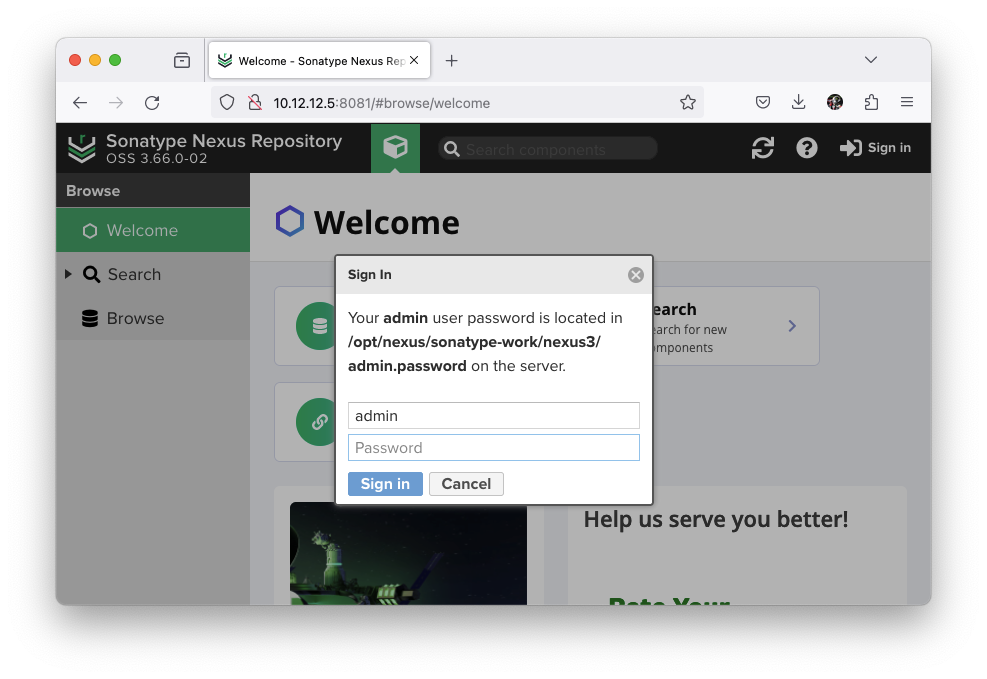 Welcome - Sonatype Nexus Rep
10.12.12.5:8081/#browse/welcome
Sonatype Nexus Repository
OSS 3.66.0-02
Search components
Sign in
Browse
Welcome
Search
Browse
Welcome
earch
earch for new
omponents
Sign In
Your admin user password is located in
/opt/nexus/sonatype-work/nexus3/
admin.password on the server.
admin
Password
Sign in
Cancel
Help us serve you better!
Rate Your